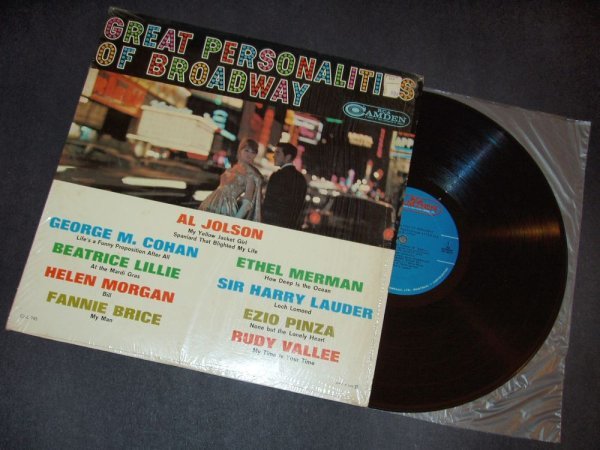 GREAT PERSONALITIES
OF BROADWAY
RCA
CAMDEN
AL JOLSON
My Yellow Jacket Girl
Spaniard That Blighted My Life
GEORGE M. COHAN
Life's a Funny Proposition After All
BEATRICE LILLIE
At the Mardi Gras
HELEN MORGAN
Bill
FANNIE BRICE
My Man
ETHEL MERMAN
How Deep Is the Ocean
SIR HARRY LAUDER
Loch Lomond
EZIO PINZA
None but the Lonely Heart
RUDY VALLEE
My Time Is Your Time